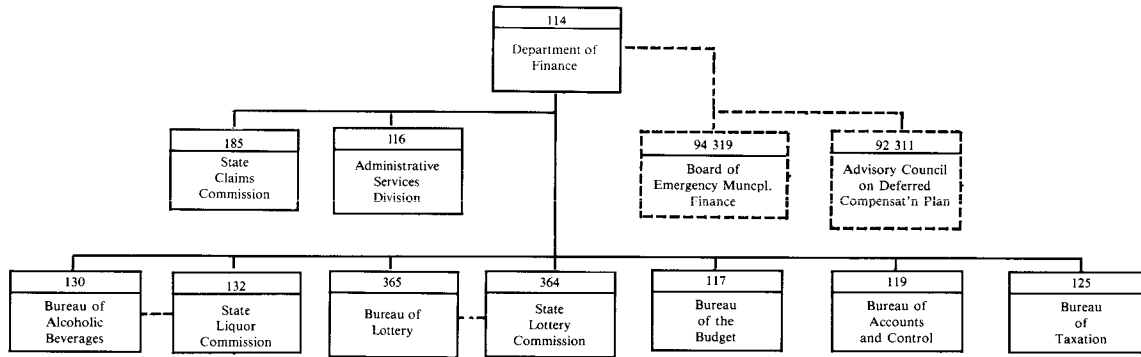 114
Department of
Finance
185
State
Claims
Commission
116
Administrative
Services
Division
94 319
Board of
Emergency Muncpl.
Finance
92 311
Advisory Council
on Deferred
Compensat'n Plan
130
Bureau of
Alcoholic
Beverages
132
State
Liquor
Commission
365
Bureau of
Lottery
364
State
Lottery
Commission
117
Bureau
of the
Budget
119
Bureau of
Accounts
and Control
125
Bureau
of
Taxation